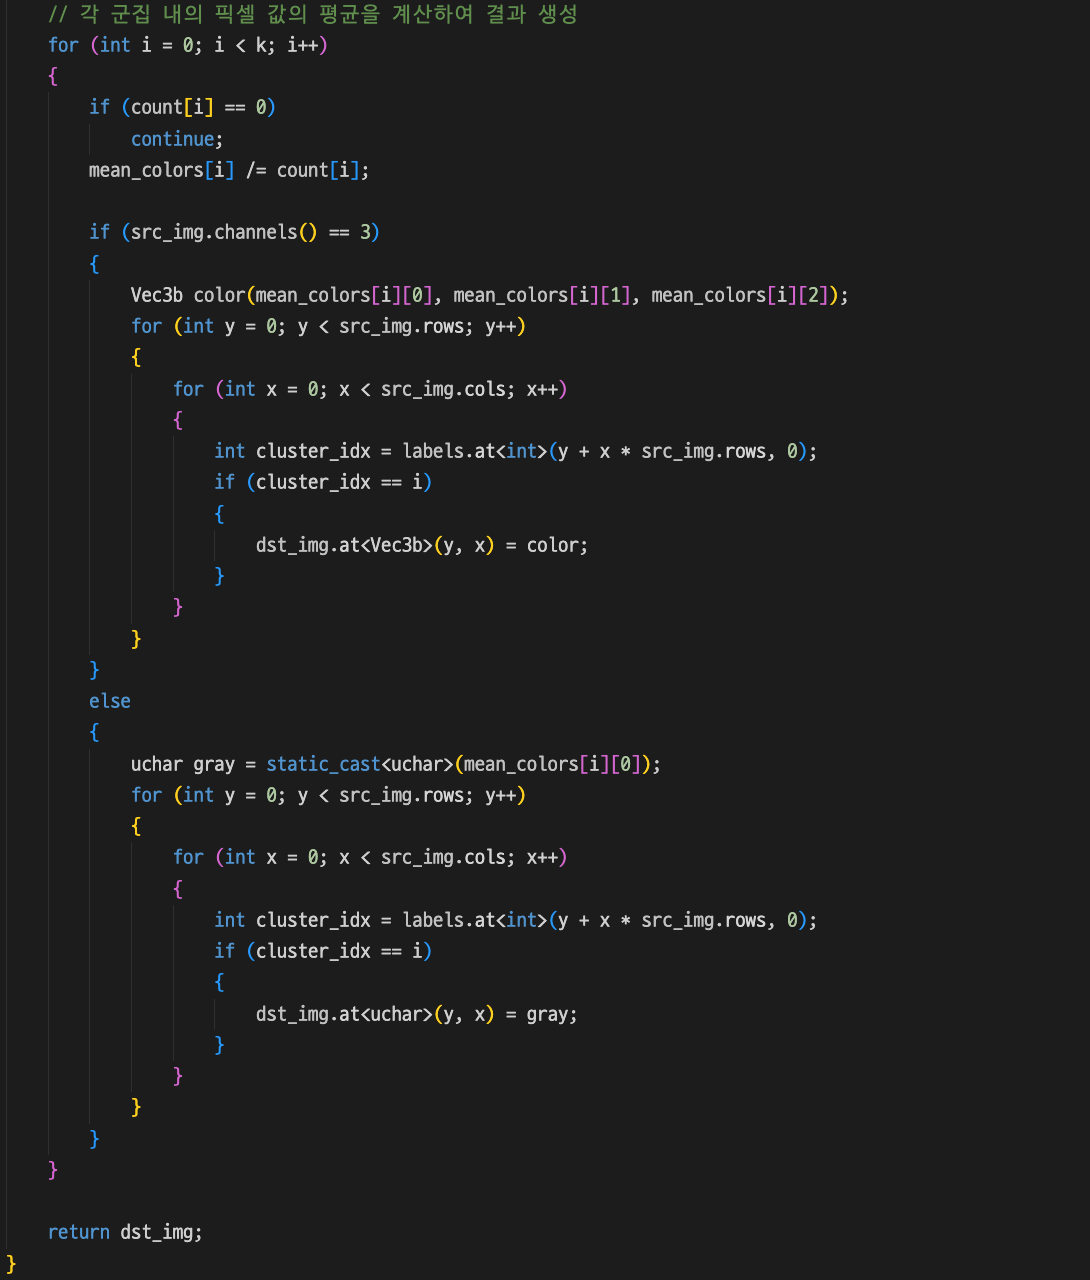 // 각 군집 내의 픽셀 값의 평균을 계산하여 결과 생성
for (int i = 0; i < k; i++)
{
if (count[i] == 0)
continue;
mean_colors[i] /= count[i];
if (src_img.channels() == 3)
{
Vec3b color(mean_colors[i][0], mean_colors[i][1], mean_colors[i][2]);
for (int y = 0; y < src_img.rows; y++)
{
for (int x = 0; x < src_img.cols; x++)
{
int cluster_idx = labels.at<int>(y + x * src_img.rows, 0);
if (cluster_idx == i)
{
dst_img.at<Vec3b>(y, x) = color;
}
}
}
}
else
{
uchar gray = static_cast<uchar>(mean_colors[i][0]);
for (int y = 0; y < src_img.rows; y++)
{
for (int x = 0; x < src_img.cols; x++)
{
int cluster_idx = labels.at<int>(y + x * src_img.rows, 0);
if (cluster_idx == i)
{
dst_img.at<uchar>(y, x) = gray;
}
}
}
}
}
return dst_img;
}